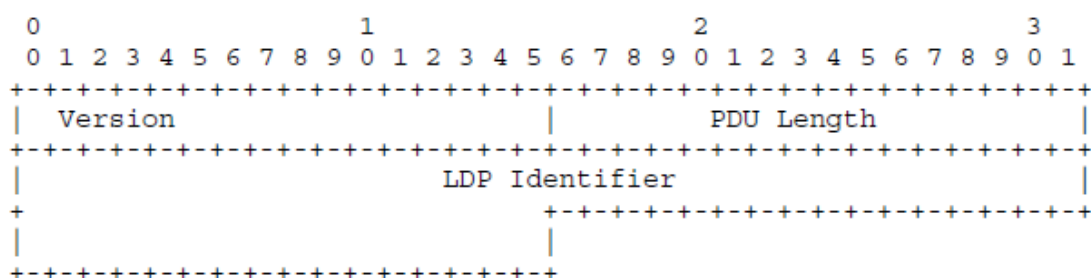 0                   1                   2                   3
0 1 2 3 4 5 6 7 8 9 0 1 2 3 4 5 6 7 8 9 0 1 2 3 4 5 6 7 8 9 0 1
+-+-+-+-+-+-+-+-+-+-+-+-+-+-+-+-+-+-+-+-+-+-+-+-+-+-+-+-+-+-+-+-+
|  Version                      |         PDU Length            |
+-+-+-+-+-+-+-+-+-+-+-+-+-+-+-+-+-+-+-+-+-+-+-+-+-+-+-+-+-+-+-+-+
|                         LDP Identifier                        |
+                               +-+-+-+-+-+-+-+-+-+-+-+-+-+-+-+-+
|                               |
+-+-+-+-+-+-+-+-+-+-+-+-+-+-+-+-+